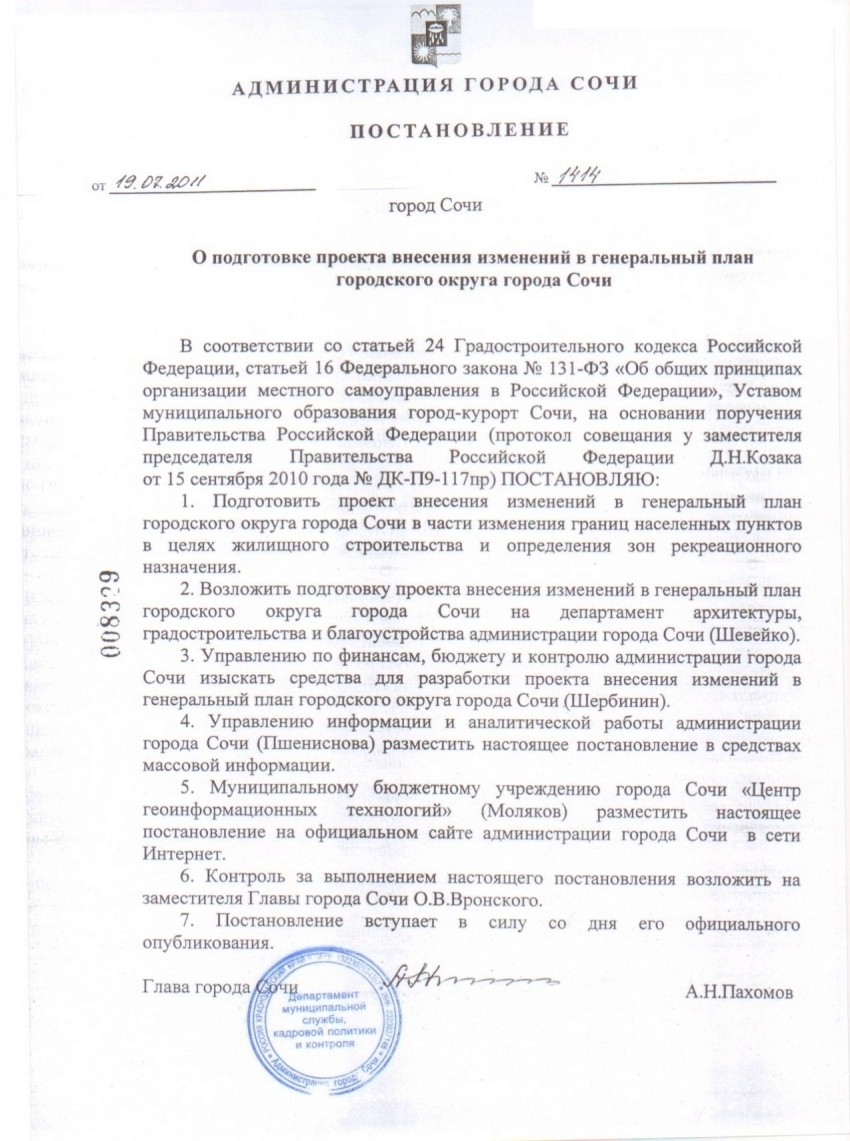 АДМИНИСТРАЦИЯ ГОРОДА СОЧИ
ПОСТАНОВЛЕНИЕ
от 19.07.2011 № 1414
город Сочи
О подготовке проекта внесения изменений в генеральный план
городского округа города Сочи
В соответствии со статьей 24 Градостроительного кодекса Российской
Федерации, статьей 16 Федерального закона № 131-ФЗ «Об общих принципах
организации местного самоуправления в Российской Федерации», Уставом
муниципального образования город-курорт Сочи, на основании поручения
Правительства Российской Федерации (протокол совещания у заместителя
председателя Правительства Российской Федерации Д.Н.Козака
от 15 сентября 2010 года № ДК-П9-117пр) ПОСТАНОВЛЯЮ:
1. Подготовить проект внесения изменений в генеральный план
городского округа города Сочи в части изменения границ населенных пунктов
в целях жилищного строительства и определения зон рекреационного
назначения.
2. Возложить подготовку проекта внесения изменений в генеральный план
городского округа города Сочи на департамент архитектуры,
градостроительства и благоустройства администрации города Сочи (Шевейко).
3. Управлению по финансам, бюджету и контролю администрации города
Сочи изыскать средства для разработки проекта внесения изменений в
генеральный план городского округа города Сочи (Шербинин).
4. Управлению информации и аналитической работы администрации
города Сочи (Пшениснова) разместить настоящее постановление в средствах
массовой информации.
5. Муниципальному бюджетному учреждению города Сочи «Центр
геоинформационных технологий» (Моляков) разместить настоящее
постановление на официальном сайте администрации города Сочи в сети
Интернет.
6. Контроль за выполнением настоящего постановления возложить на
заместителя Главы города Сочи О.В.Вронского.
7. Постановление вступает в силу со дня его официального
опубликования.
Глава города Сочи А.Н.Пахомов
Департамент
муниципальной
службы,
кадровой политики
и контроля